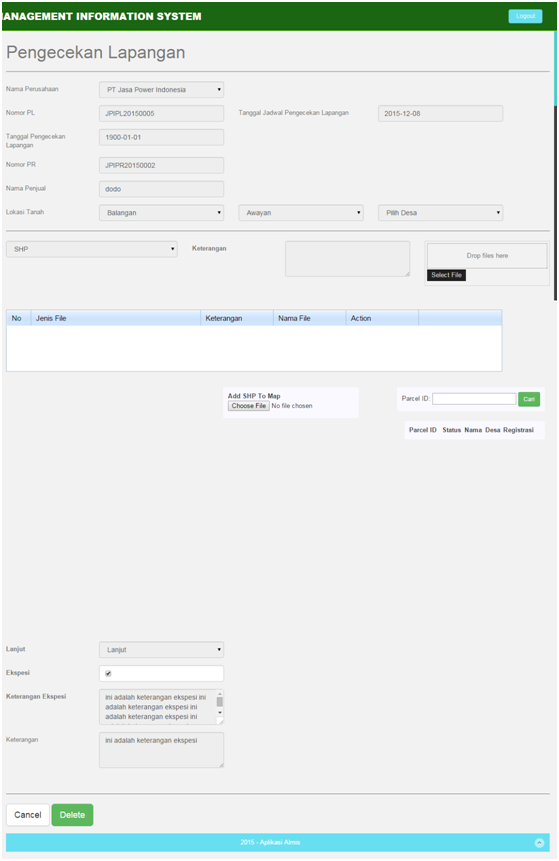 MANAGEMENT INFORMATION SYSTEM
Logout
Pengecekan Lapangan
Nama Perusahaan
PT Jasa Power Indonesia
Nomor PL
JPIPL20150005
Tanggal Jadwal Pengecekan Lapangan
2015-12-08
Tanggal Pengecekan
Lapangan
1900-01-01
Nomor PR
JPIPR20150002
Nama Penjual
dodo
Lokasi Tanah
Balangan
Awayan
Pilih Desa
SHP
Keterangan
Drop files here
Select File
No Jenis File Keterangan Nama File Action
Add SHP To Map
Choose File No file chosen
Parcel ID:
Cari
Parcel ID Status Nama Desa Registrasi
Lanjut
Lanjut
Ekspesi
Keterangan Ekspesi
ini adalah keterangan ekspesi ini
adalah keterangan ekspesi ini
adalah keterangan ekspesi ini
Keterangan
ini adalah keterangan ekspesi
Cancel
Delete
2015 - Aplikasi Almis